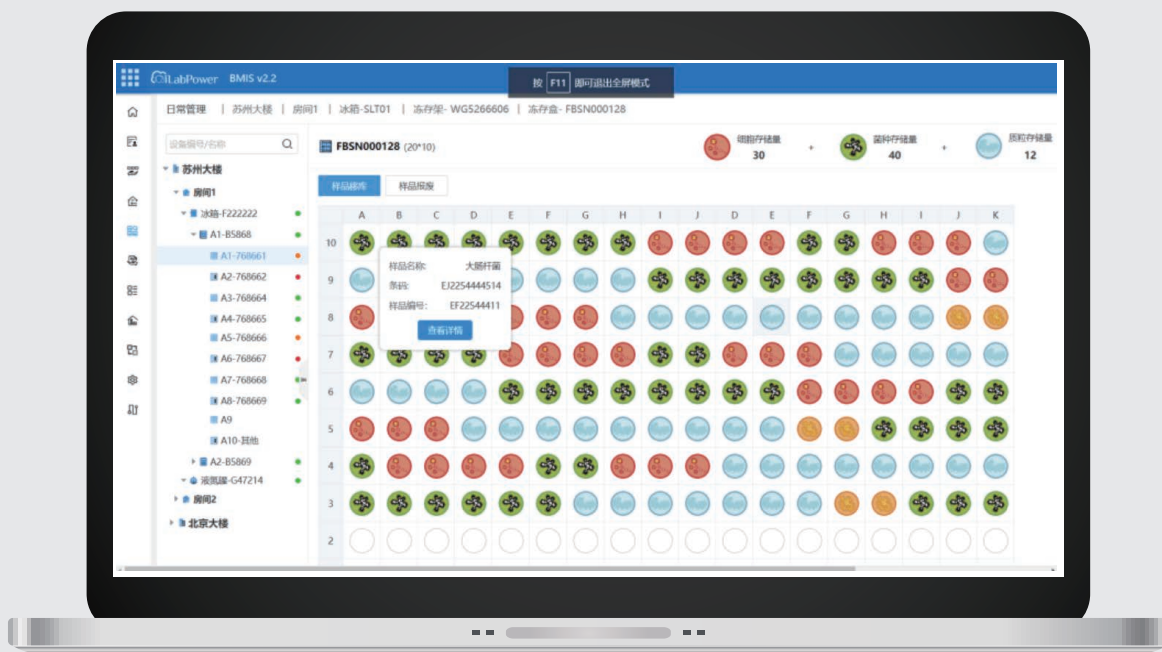 LabPower BMIS v2.2
按 F11 即可退出全屏模式
日常管理 | 苏州大楼 | 房间1 | 冰箱-SLT01 | 冻存架- WGS266606 | 冻存盒- FBSN000128
设备编号/名称
FBSN000128 (20*10)
细胞存储量
30
+
菌种存储量
40
+
质粒存储量
12
样品移库
样品报废
苏州大楼
房间1
冰箱-F222222
A1-B5868
A1-768661
A2-768662
A3-768664
A4-768665
A5-768666
A6-768667
A7-768668
A8-768669
A9
A10-其他
A2-B5869
液氮罐-G47214
房间2
北京大楼
A B C D E F G H I J D E F G H I J K
10
9
8
7
6
5
4
3
2
样品名称: 大肠杆菌
条码: EJ2254444514
样品编号: EF22544411
查看详情